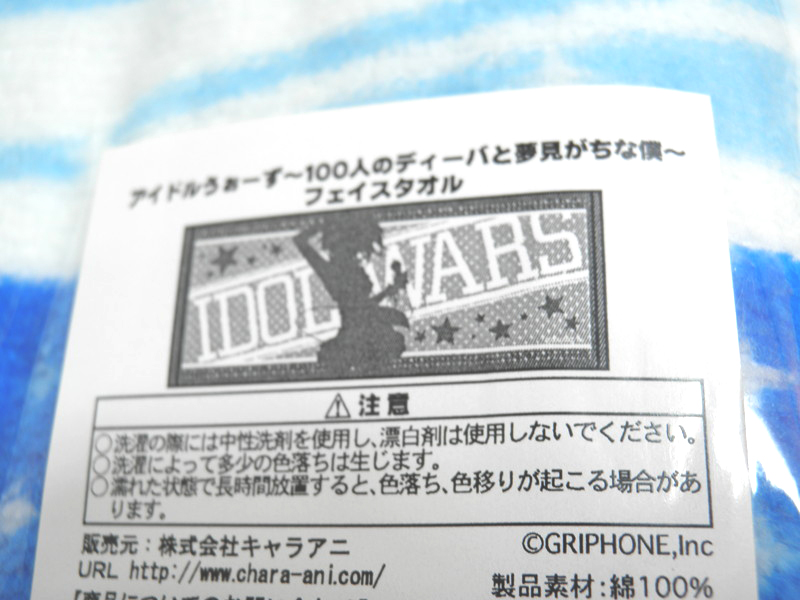 アイドルうぉーず～100人のディーバと夢見がちな僕～
フェイスタオル
IDOL WARS
⚠注意
○洗濯の際には中性洗剤を使用し、漂白剤は使用しないでください。
○洗濯によって多少の色落ちは生じます。
○濡れた状態で長時間放置すると、色落ち、色移りが起こる場合があ
ります。
販売元：株式会社キャラアニ
©GRIPHONE,Inc
URL http://www.chara-ani.com/
製品素材：綿100%